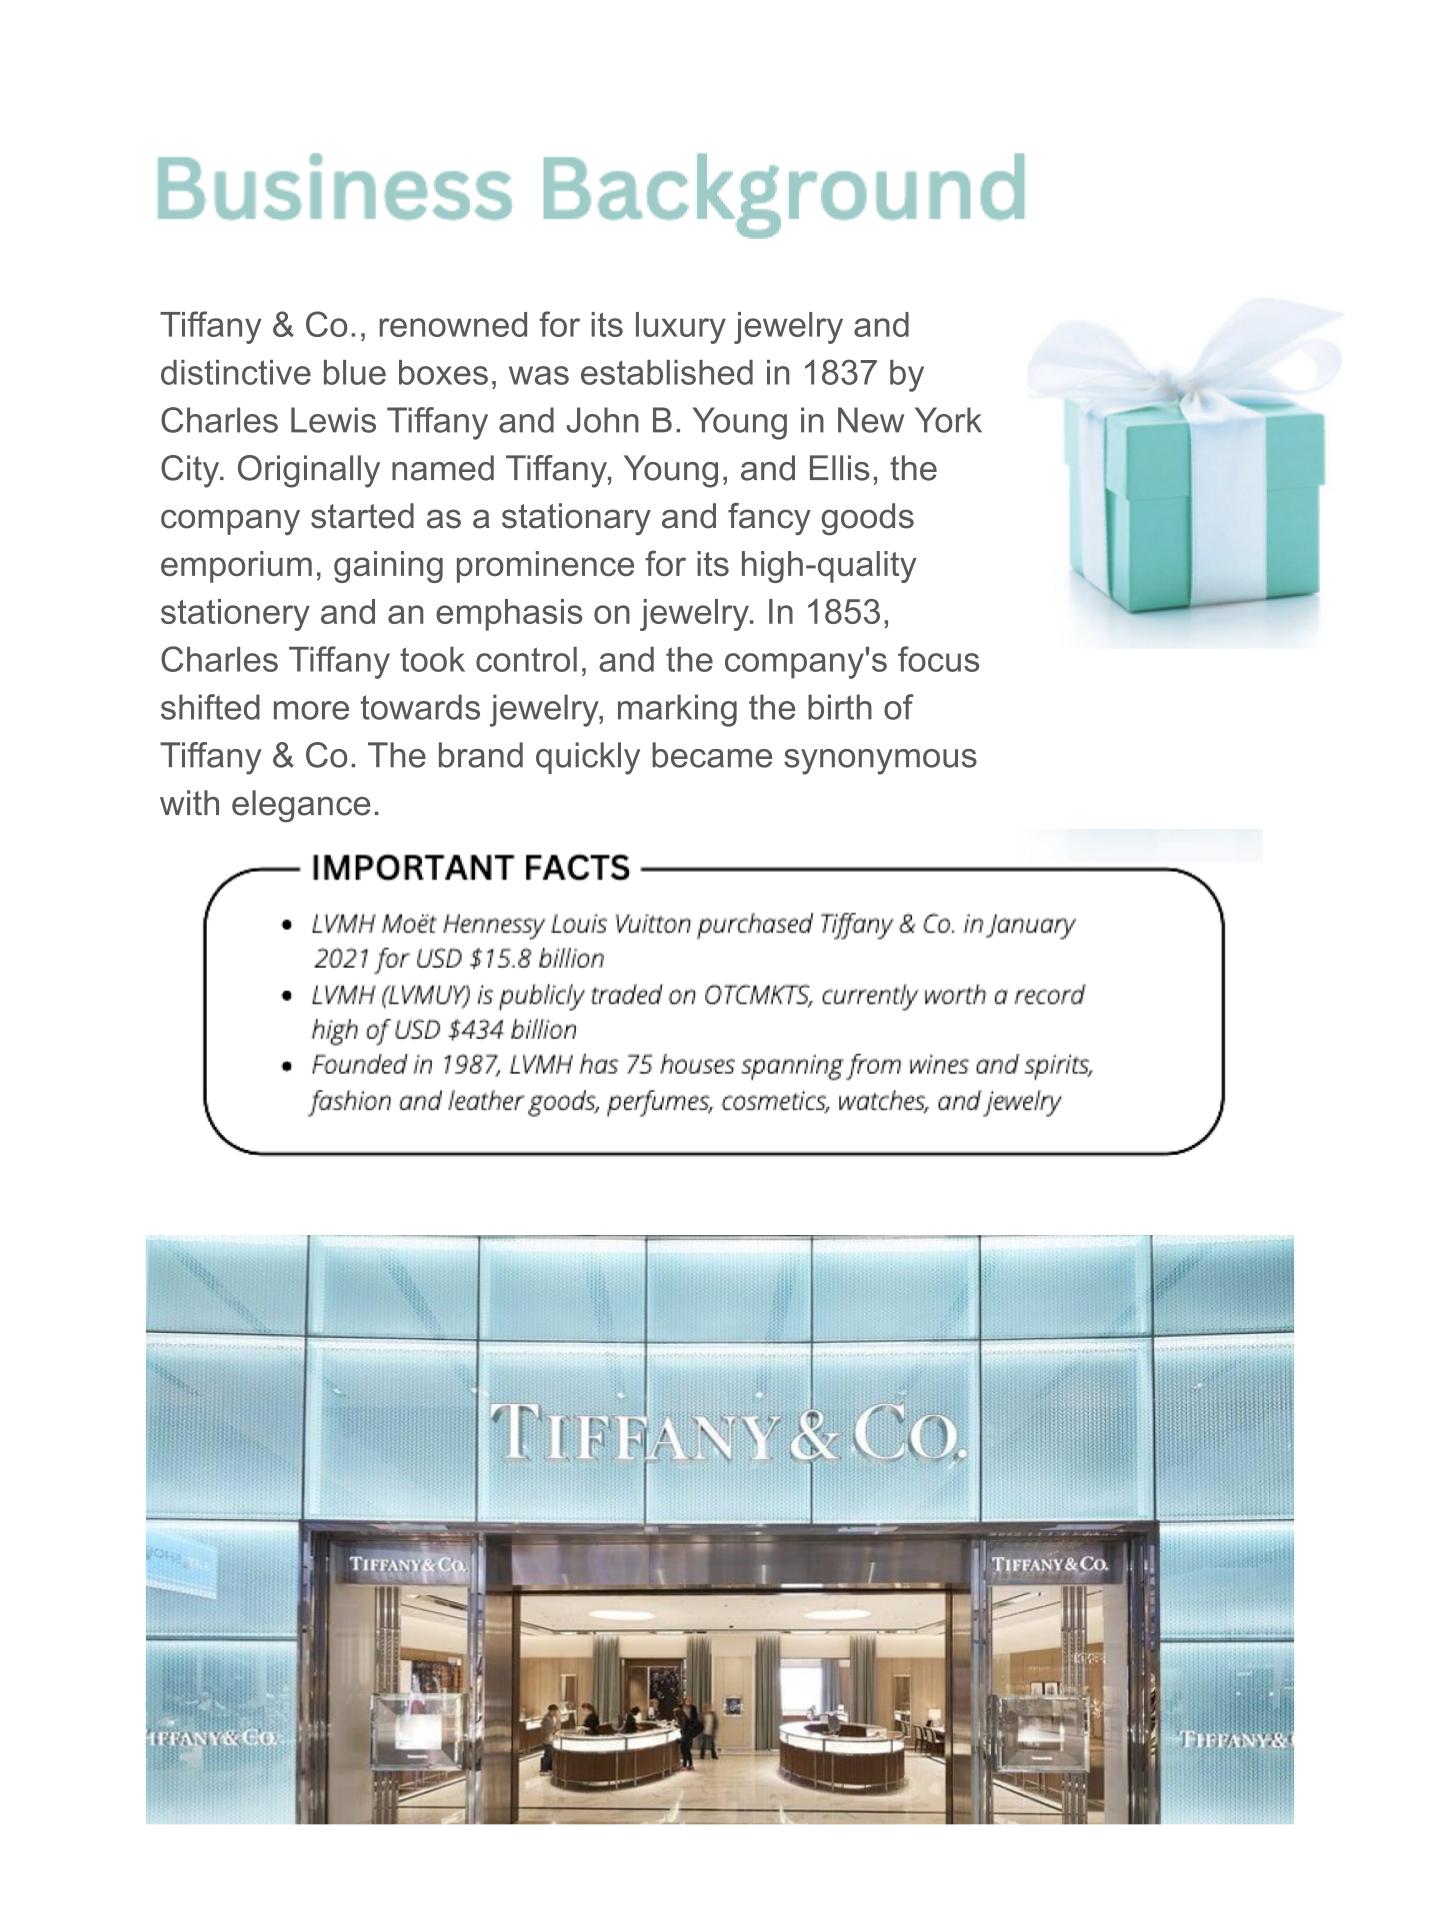 Business Background
Tiffany & Co., renowned for its luxury jewelry and
distinctive blue boxes, was established in 1837 by
Charles Lewis Tiffany and John B. Young in New York
City. Originally named Tiffany, Young, and Ellis, the
company started as a stationary and fancy goods
emporium, gaining prominence for its high-quality
stationery and an emphasis on jewelry. In 1853,
Charles Tiffany took control, and the company's focus
shifted more towards jewelry, marking the birth of
Tiffany & Co. The brand quickly became synonymous
with elegance.
IMPORTANT FACTS
• LVMH Moët Hennessy Louis Vuitton purchased Tiffany & Co. in January
2021 for USD $15.8 billion
• LVMH (LVMUY) is publicly traded on OTCMKTS, currently worth a record
high of USD $434 billion
• Founded in 1987, LVMH has 75 houses spanning from wines and spirits,
fashion and leather goods, perfumes, cosmetics, watches, and jewelry
TIFFANY & CO.
TIFFANY & CO.
TIFFANY & CO.
IFFANY & CO.
TIFFANY &